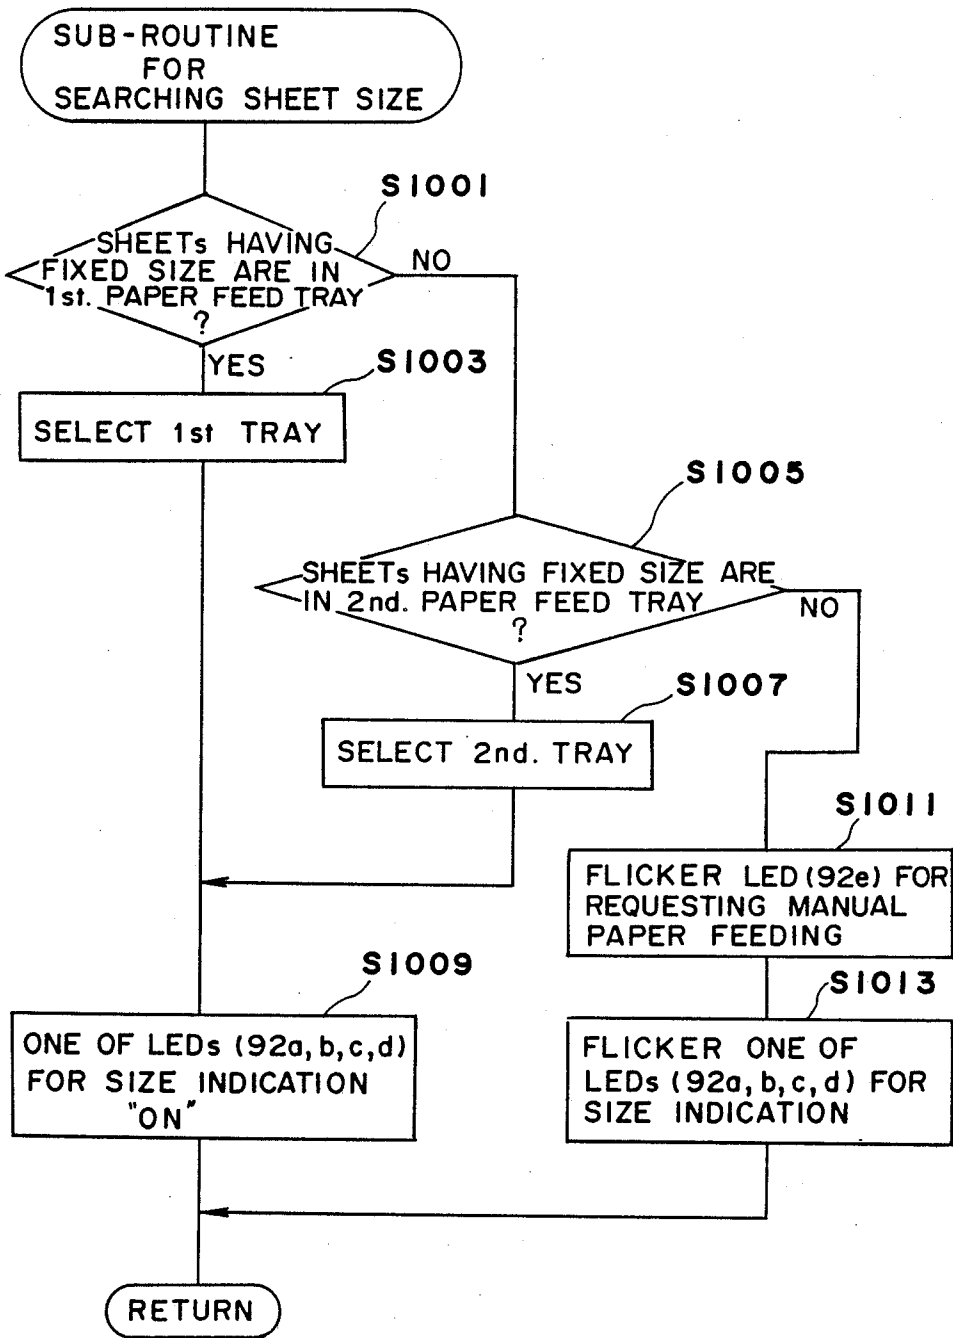 SUB-ROUTINE
FOR
SEARCHING SHEET SIZE
S1001
SHEETs HAVING
FIXED SIZE ARE IN
1st. PAPER FEED TRAY
?
NO
YES
S1003
SELECT 1st TRAY
S1005
SHEETs HAVING FIXED SIZE ARE
IN 2nd. PAPER FEED TRAY
?
NO
YES
S1007
SELECT 2nd. TRAY
S1011
FLICKER LED (92e) FOR
REQUESTING MANUAL
PAPER FEEDING
S1009
ONE OF LEDs (92a, b, c, d)
FOR SIZE INDICATION
"ON"
S1013
FLICKER ONE OF
LEDs (92a, b, c, d) FOR
SIZE INDICATION
RETURN